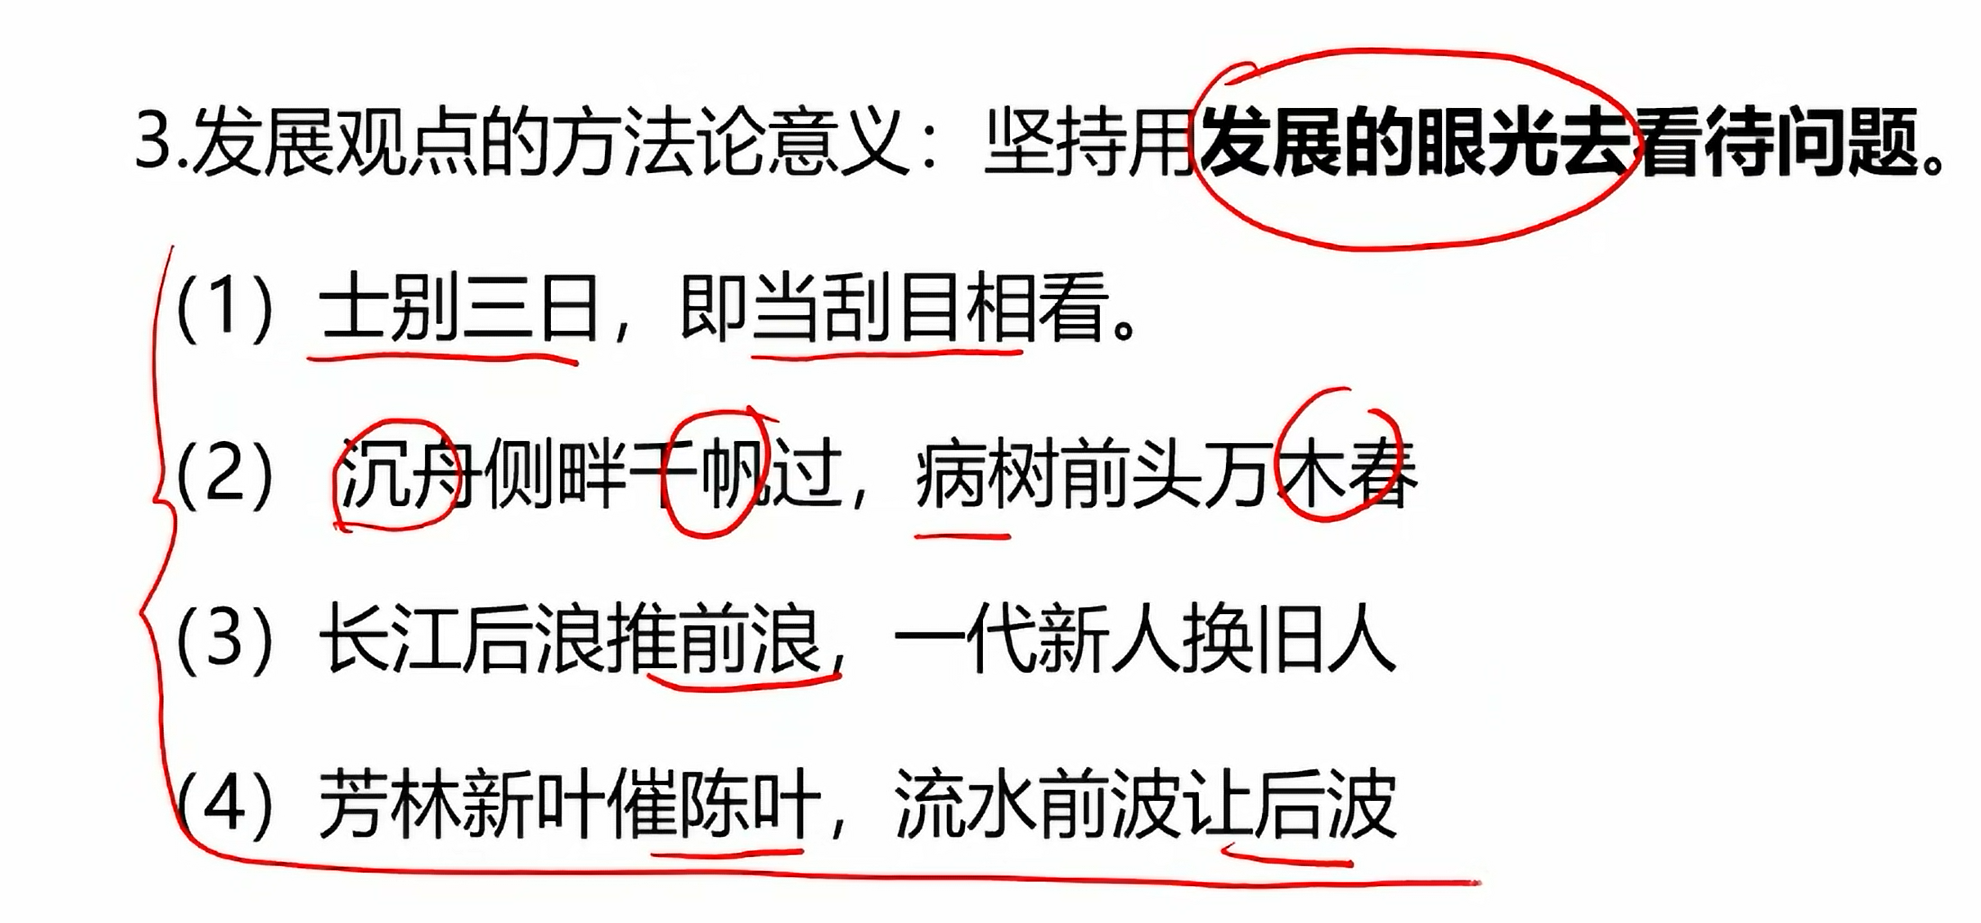 3.发展观点的方法论意义：坚持用发展的眼光去看待问题。
（1）士别三日，即当刮目相看。
（2） 沉舟侧畔千帆过，病树前头万木春
（3）长江后浪推前浪，一代新人换旧人
（4）芳林新叶催陈叶，流水前波让后波